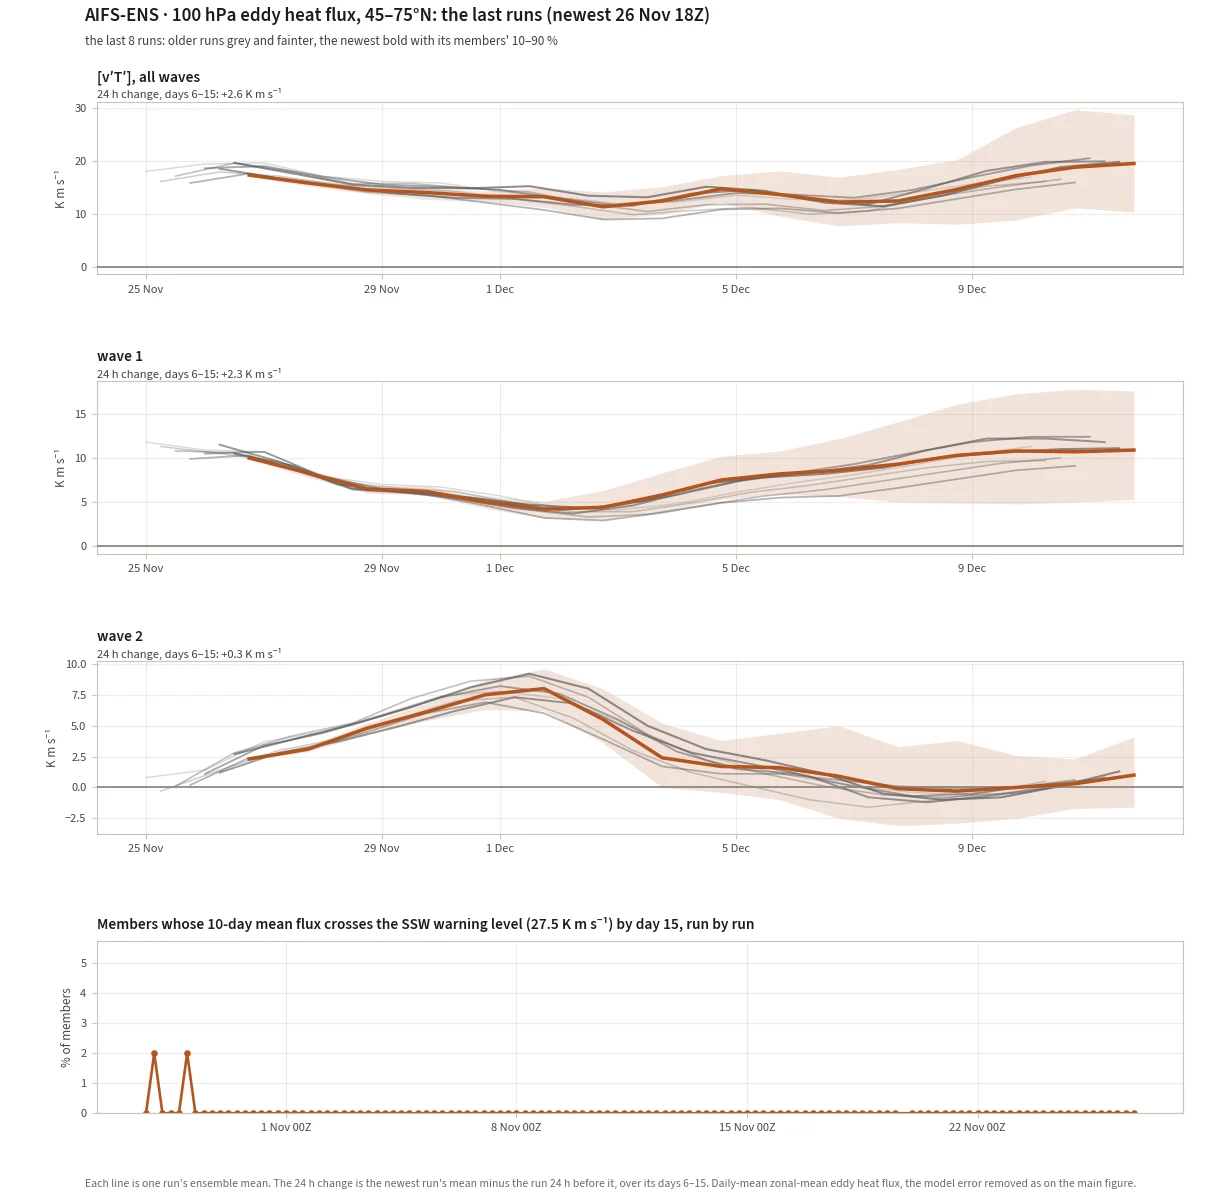 AIFS-ENS · 100 hPa eddy heat flux, 45–75°N: the last runs (newest 26 Nov 18Z)
the last 8 runs: older runs grey and fainter, the newest bold with its members' 10–90 %
[v′T′], all waves
24 h change, days 6–15: +2.6 K m s⁻¹
30
20
10
0
K m s⁻¹
25 Nov
29 Nov
1 Dec
5 Dec
9 Dec
wave 1
24 h change, days 6–15: +2.3 K m s⁻¹
15
10
5
0
K m s⁻¹
25 Nov
29 Nov
1 Dec
5 Dec
9 Dec
wave 2
24 h change, days 6–15: +0.3 K m s⁻¹
10.0
7.5
5.0
2.5
0.0
−2.5
K m s⁻¹
25 Nov
29 Nov
1 Dec
5 Dec
9 Dec
Members whose 10-day mean flux crosses the SSW warning level (27.5 K m s⁻¹) by day 15, run by run
5
4
3
2
1
0
% of members
1 Nov 00Z
8 Nov 00Z
15 Nov 00Z
22 Nov 00Z
Each line is one run's ensemble mean. The 24 h change is the newest run's mean minus the run 24 h before it, over its days 6–15. Daily-mean zonal-mean eddy heat flux, the model error removed as on the main figure.